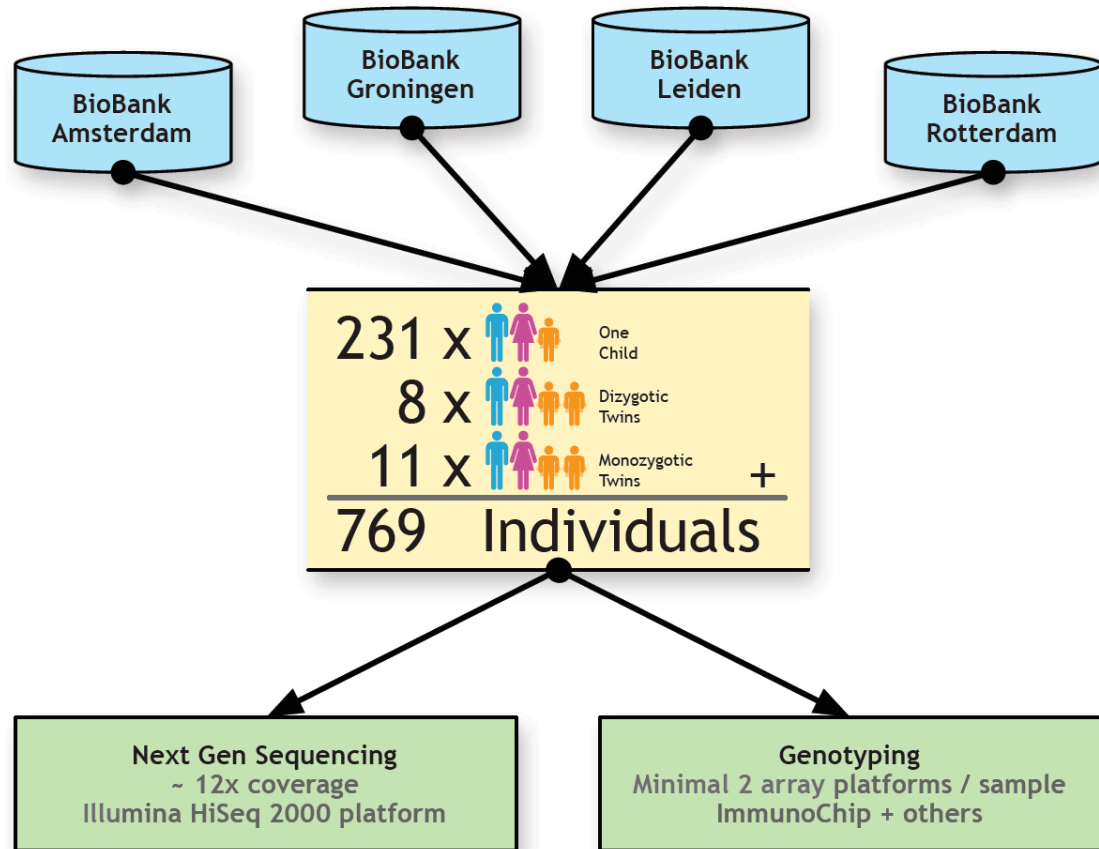 BioBank
Amsterdam
BioBank
Groningen
BioBank
Leiden
BioBank
Rotterdam
231 x
One
Child
8 x
Dizygotic
Twins
11 x
Monozygotic
Twins
+
769 Individuals
Next Gen Sequencing
~ 12x coverage
Illumina HiSeq 2000 platform
Genotyping
Minimal 2 array platforms / sample
ImmunoChip + others